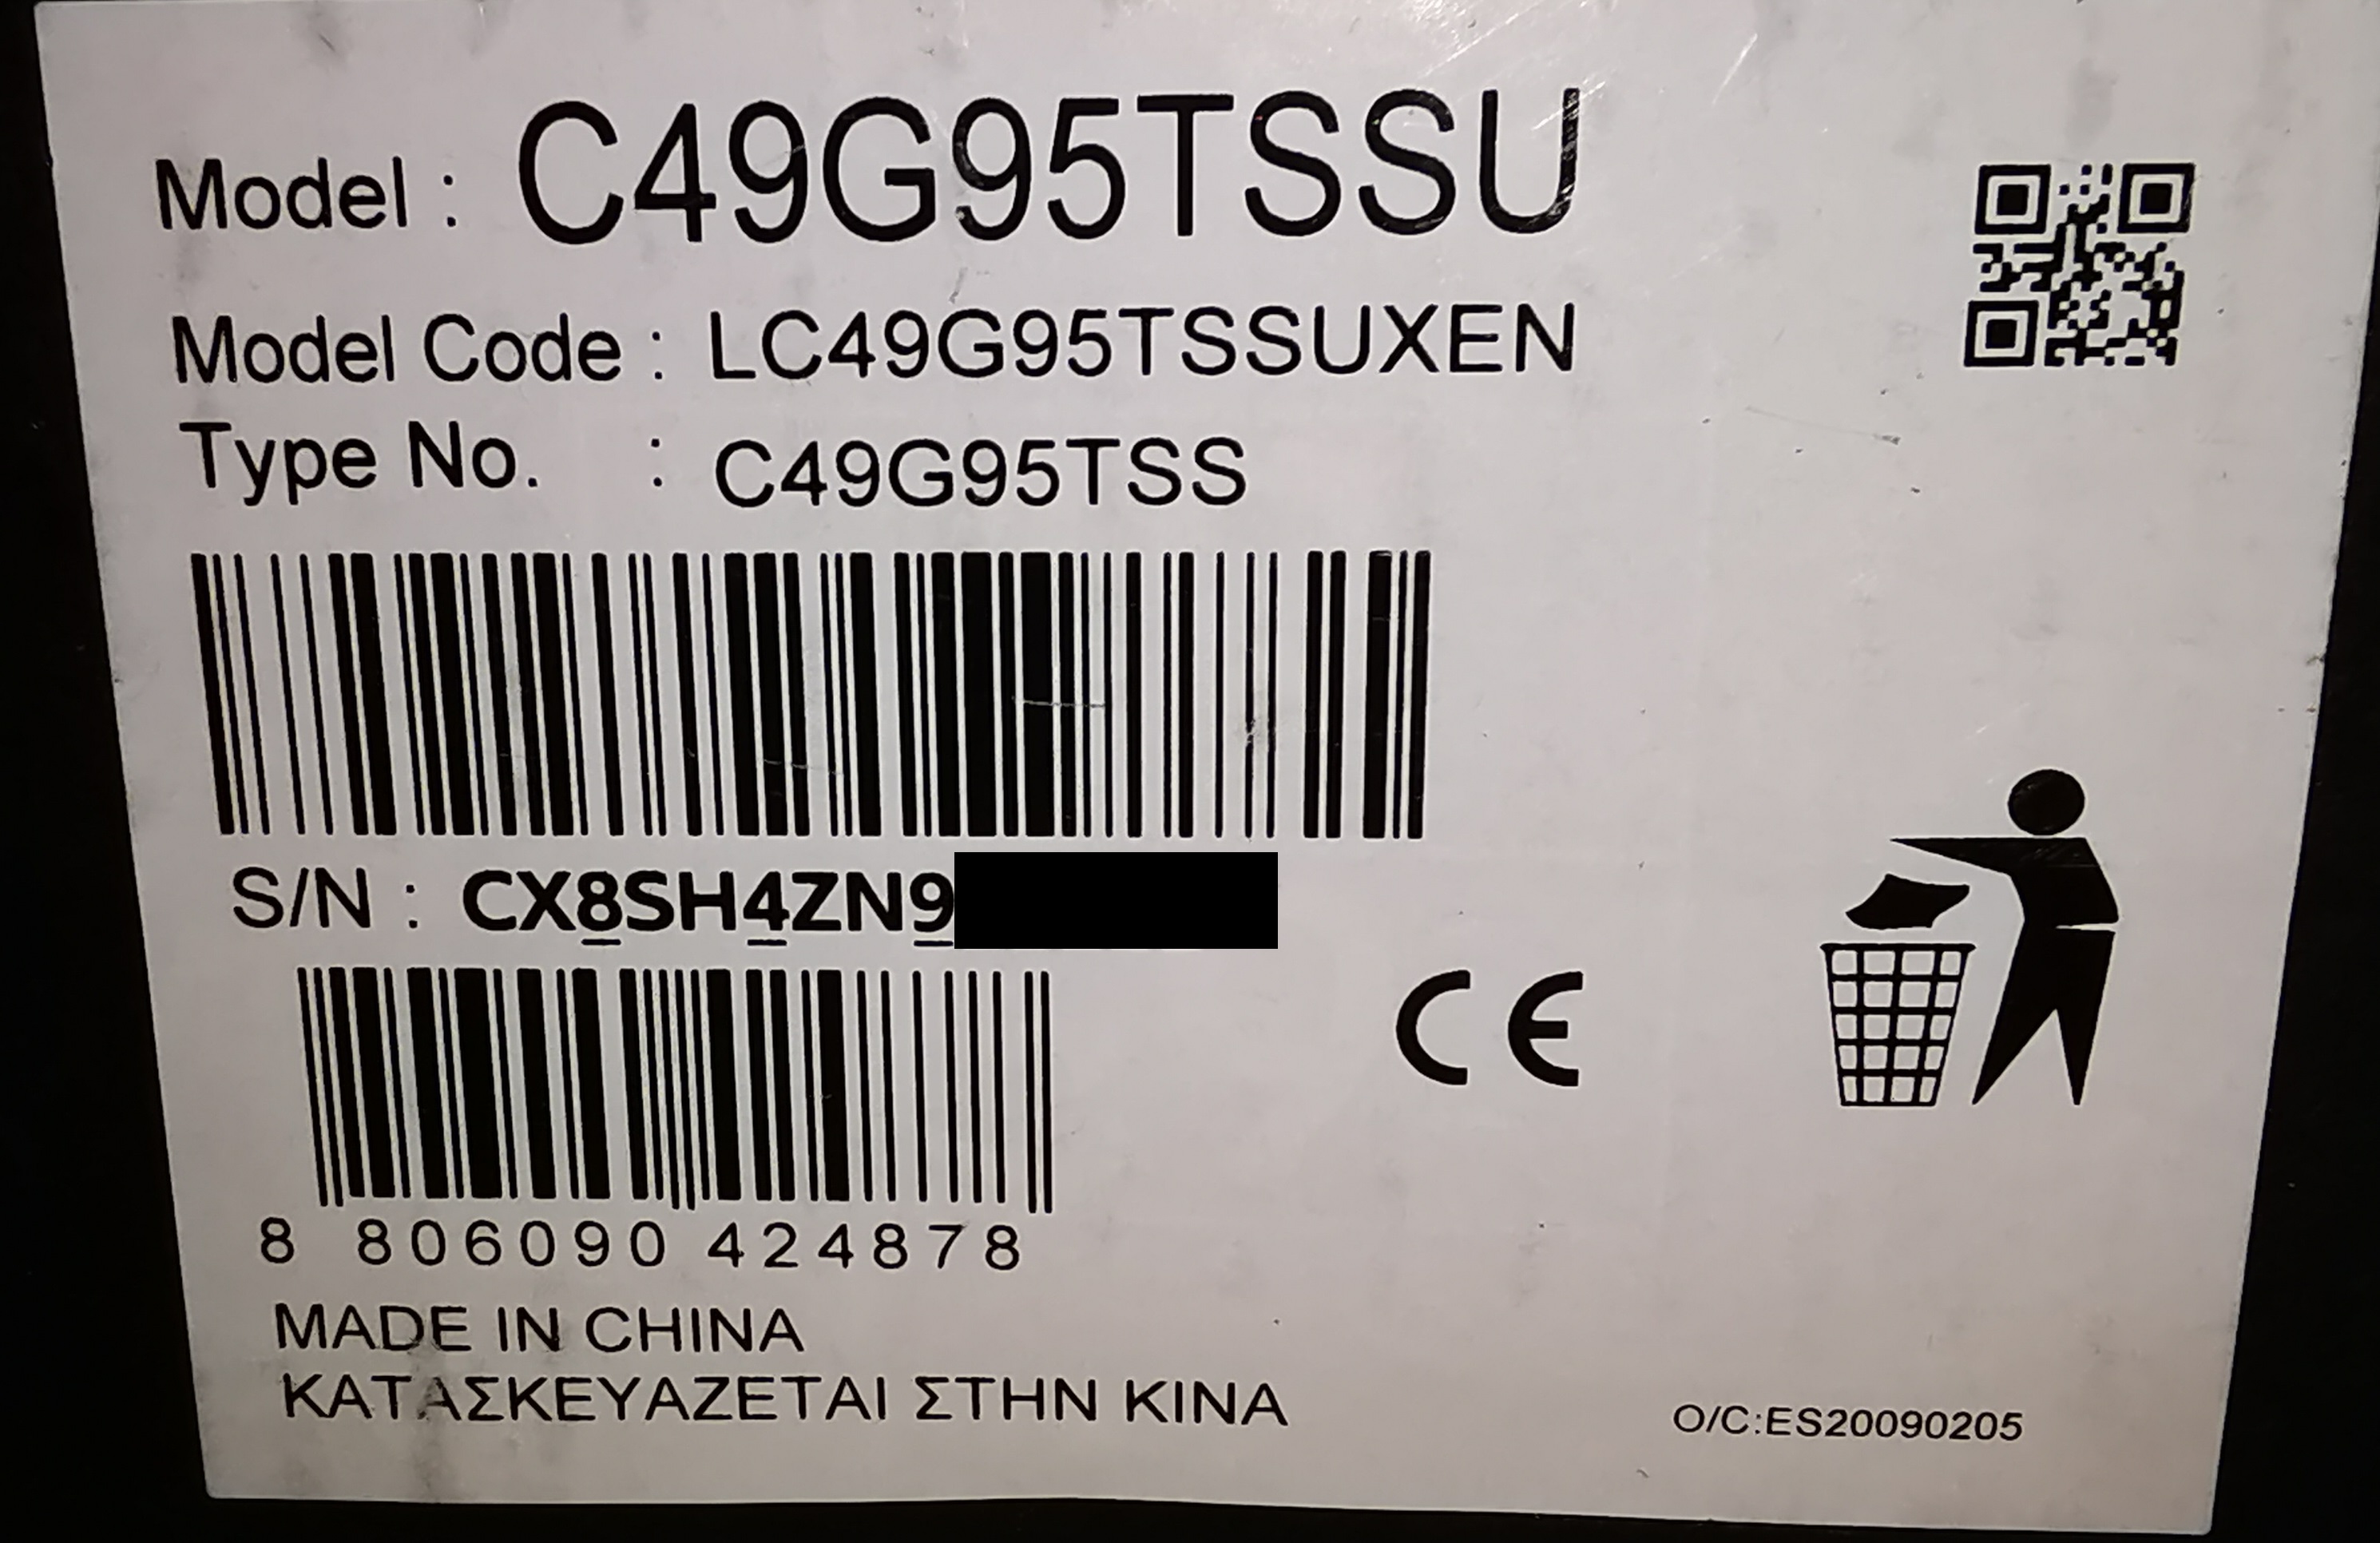 Model : C49G95TSSU
Model Code : LC49G95TSSUXEN
Type No. : C49G95TSS
S/N : CX8SH4ZN9
CE
8 806090 424878
MADE IN CHINA
ΚΑΤΑΣΚΕΥΑΖΕΤΑΙ ΣΤΗΝ ΚΙΝΑ
O/C:ES20090205